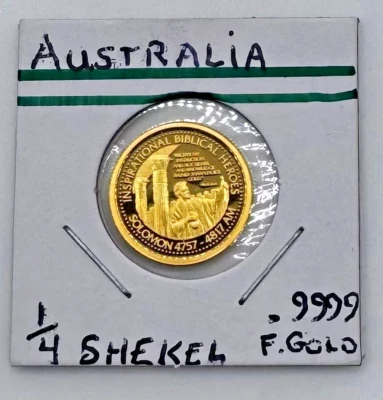 AUSTRALIA
INSPIRATIONAL BIBLICAL HEROES
SOLOMON 4757 - 4817 AM
1/4 SHEKEL
.9999
F. GOLD